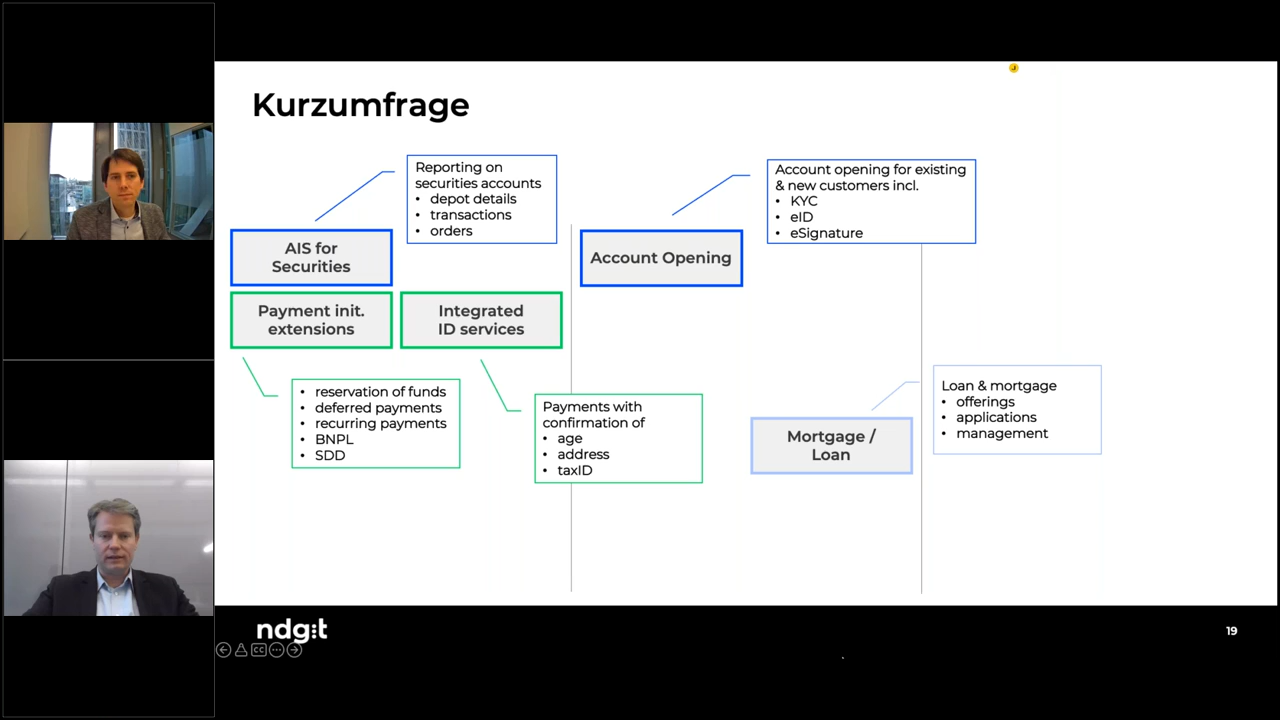 Kurzumfrage
Reporting on
securities accounts
• depot details
• transactions
• orders
Account opening for existing
& new customers incl.
• KYC
• eID
• eSignature
AIS for
Securities
Account Opening
Payment init.
extensions
Integrated
ID services
• reservation of funds
• deferred payments
• recurring payments
• BNPL
• SDD
Payments with
confirmation of
• age
• address
• taxID
Loan & mortgage
• offerings
• applications
• management
Mortgage /
Loan
ndgit
19
CC